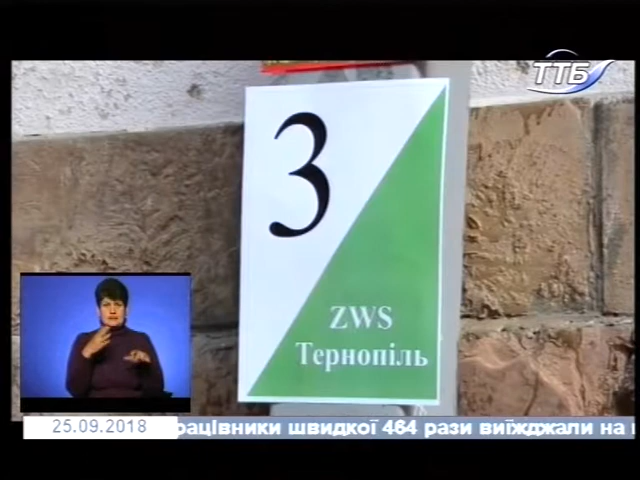 ТТБ
3
ZWS
Тернопіль
25.09.2018
рацівники швидкої 464 рази виїжджали на